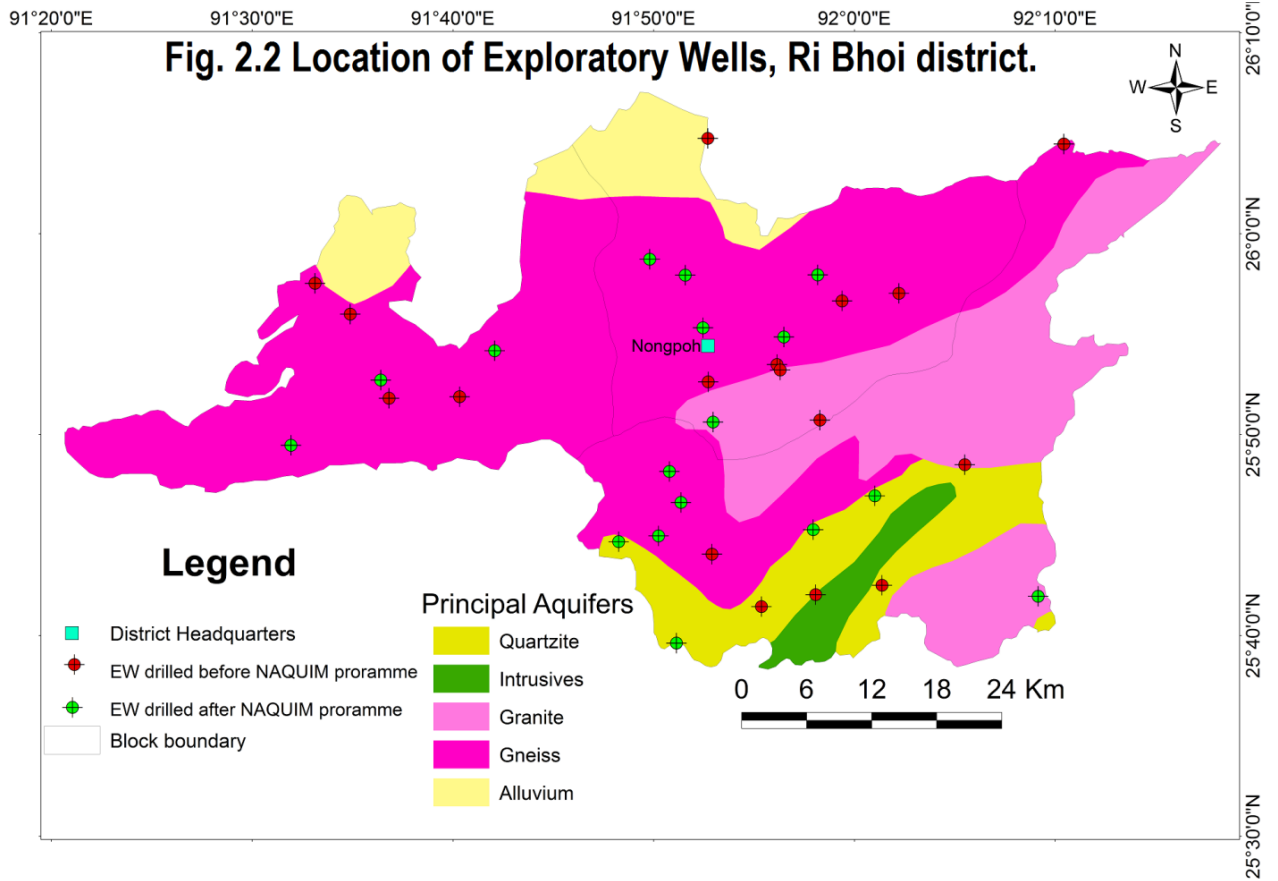 91°20'0"E 91°30'0"E 91°40'0"E 91°50'0"E 92°0'0"E 92°10'0"E
Fig. 2.2 Location of Exploratory Wells, Ri Bhoi district.
N
W E
S
26°10'0"
26°0'0"N
25°50'0"N
25°40'0"N
25°30'0"N
Nongpoh
Legend
District Headquarters
EW drilled before NAQUIM proramme
EW drilled after NAQUIM proramme
Block boundary
Principal Aquifers
Quartzite
Intrusives
Granite
Gneiss
Alluvium
0 6 12 18 24 Km